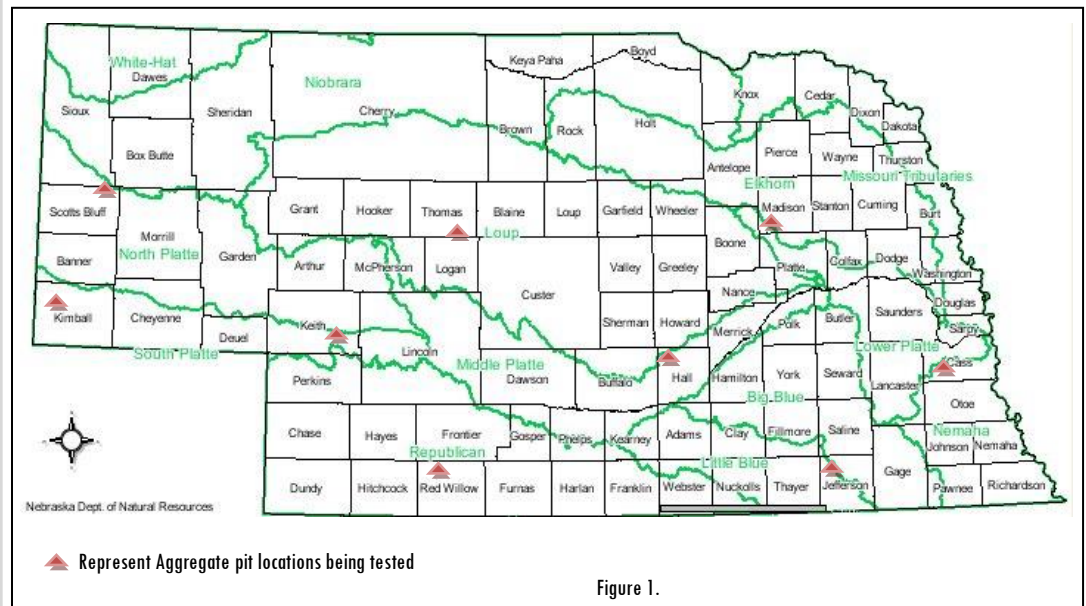 Keya Paha
Boyd
White-Hat
Dawes
Niobrara
Sioux
Sheridan
Cherry
Knox
Cedar
Dixon
Dakota
Brown
Rock
Holt
Box Butte
Antelope
Pierce
Wayne
Thurston
Elkhorn
Missouri Tributaries
Scotts Bluff
Grant
Hooker
Thomas
Blaine
Loup
Garfield
Wheeler
Madison
Stanton
Cuming
Burt
Morrill
Loup
Banner
North Platte
Garden
Arthur
McPherson
Logan
Custer
Valley
Greeley
Boone
Platte
Colfax
Dodge
Washington
Nance
Douglas
Kimball
Cheyenne
Deuel
Keith
Lincoln
Sherman
Howard
Merrick
Polk
Butler
Saunders
Sarpy
South Platte
Middle Platte
Lower Platte
Cass
Perkins
Dawson
Buffalo
Hall
Hamilton
York
Seward
Lancaster
Big Blue
Otoe
Chase
Hayes
Frontier
Gosper
Phelps
Kearney
Adams
Clay
Fillmore
Saline
Nemaha
Johnson
Nemaha
Republican
Little Blue
Gage
Dundy
Hitchcock
Red Willow
Furnas
Harlan
Franklin
Webster
Nuckolls
Thayer
Jefferson
Pawnee
Richardson
Nebraska Dept. of Natural Resources
Represent Aggregate pit locations being tested
Figure 1.